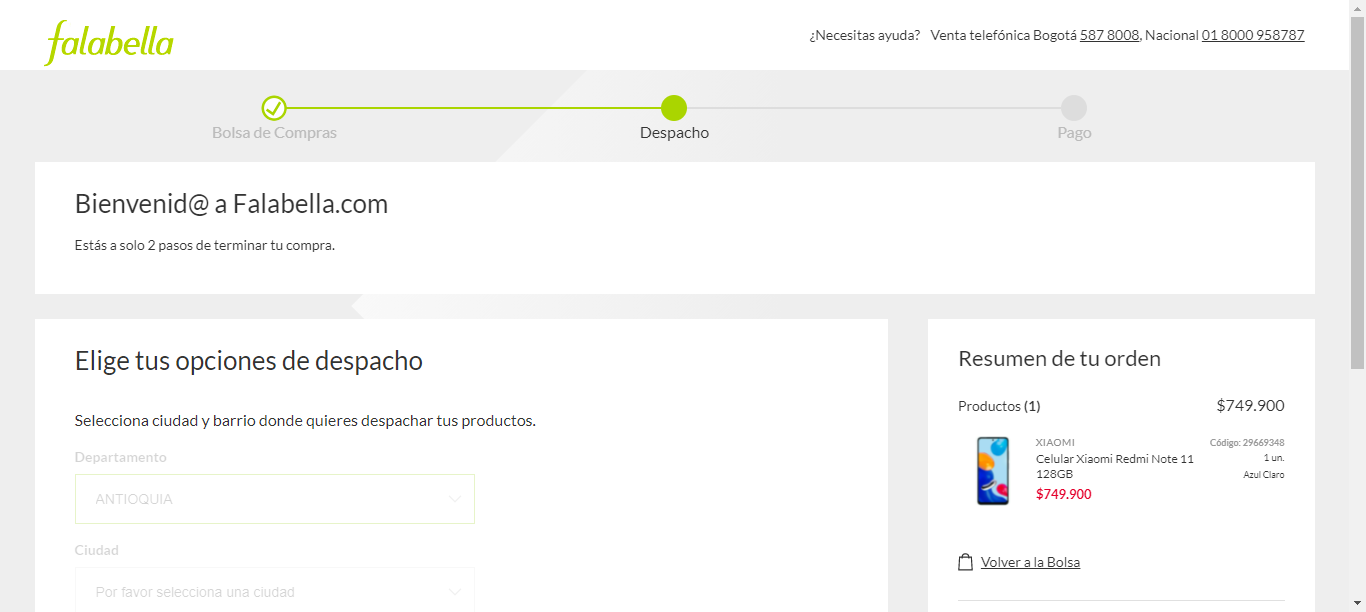 falabella
¿Necesitas ayuda? Venta telefónica Bogotá 587 8008, Nacional 01 8000 958787
Bolsa de Compras
Despacho
Pago
Bienvenid@ a Falabella.com
Estás a solo 2 pasos de terminar tu compra.
Elige tus opciones de despacho
Selecciona ciudad y barrio donde quieres despachar tus productos.
Departamento
ANTIOQUIA
Ciudad
Por favor selecciona una ciudad
Resumen de tu orden
Productos (1) $749.900
XIAOMI Código: 29669348
Celular Xiaomi Redmi Note 11 1 un.
128GB Azul Claro
$749.900
Volver a la Bolsa